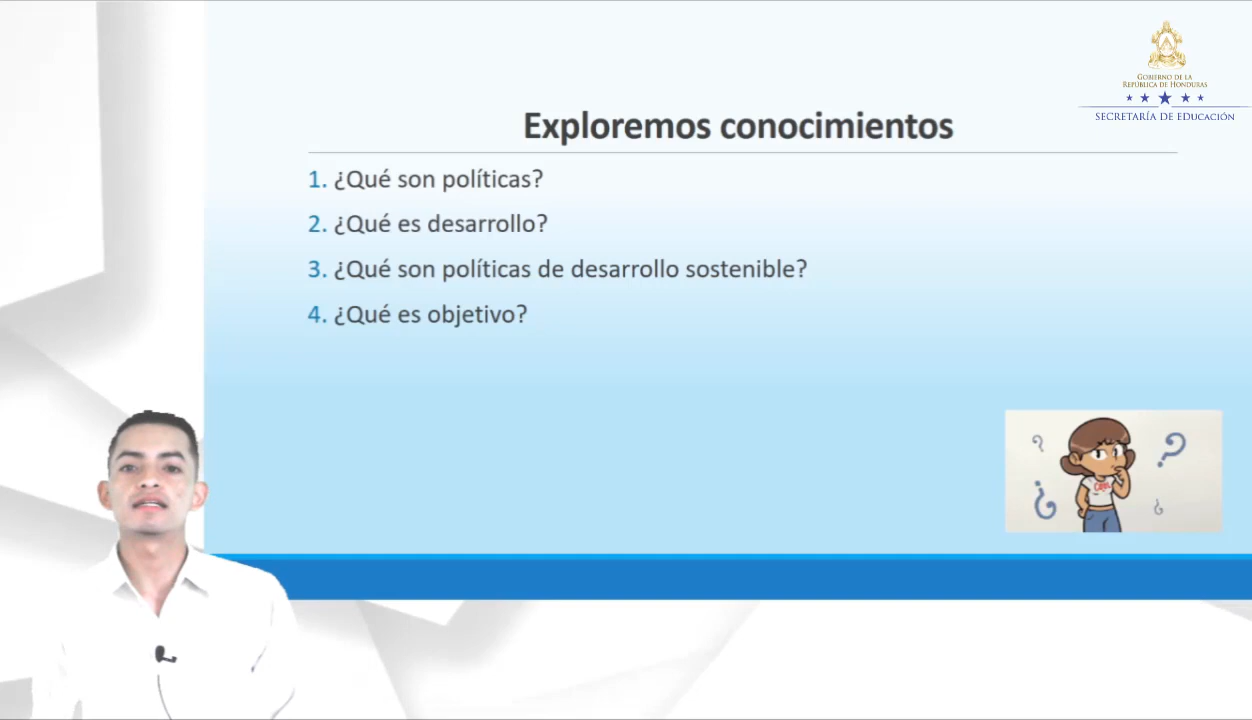 GOBIERNO DE LA
REPÚBLICA DE HONDURAS
SECRETARÍA DE EDUCACIÓN
Exploremos conocimientos
1. ¿Qué son políticas?
2. ¿Qué es desarrollo?
3. ¿Qué son políticas de desarrollo sostenible?
4. ¿Qué es objetivo?
?
?
¿
¿